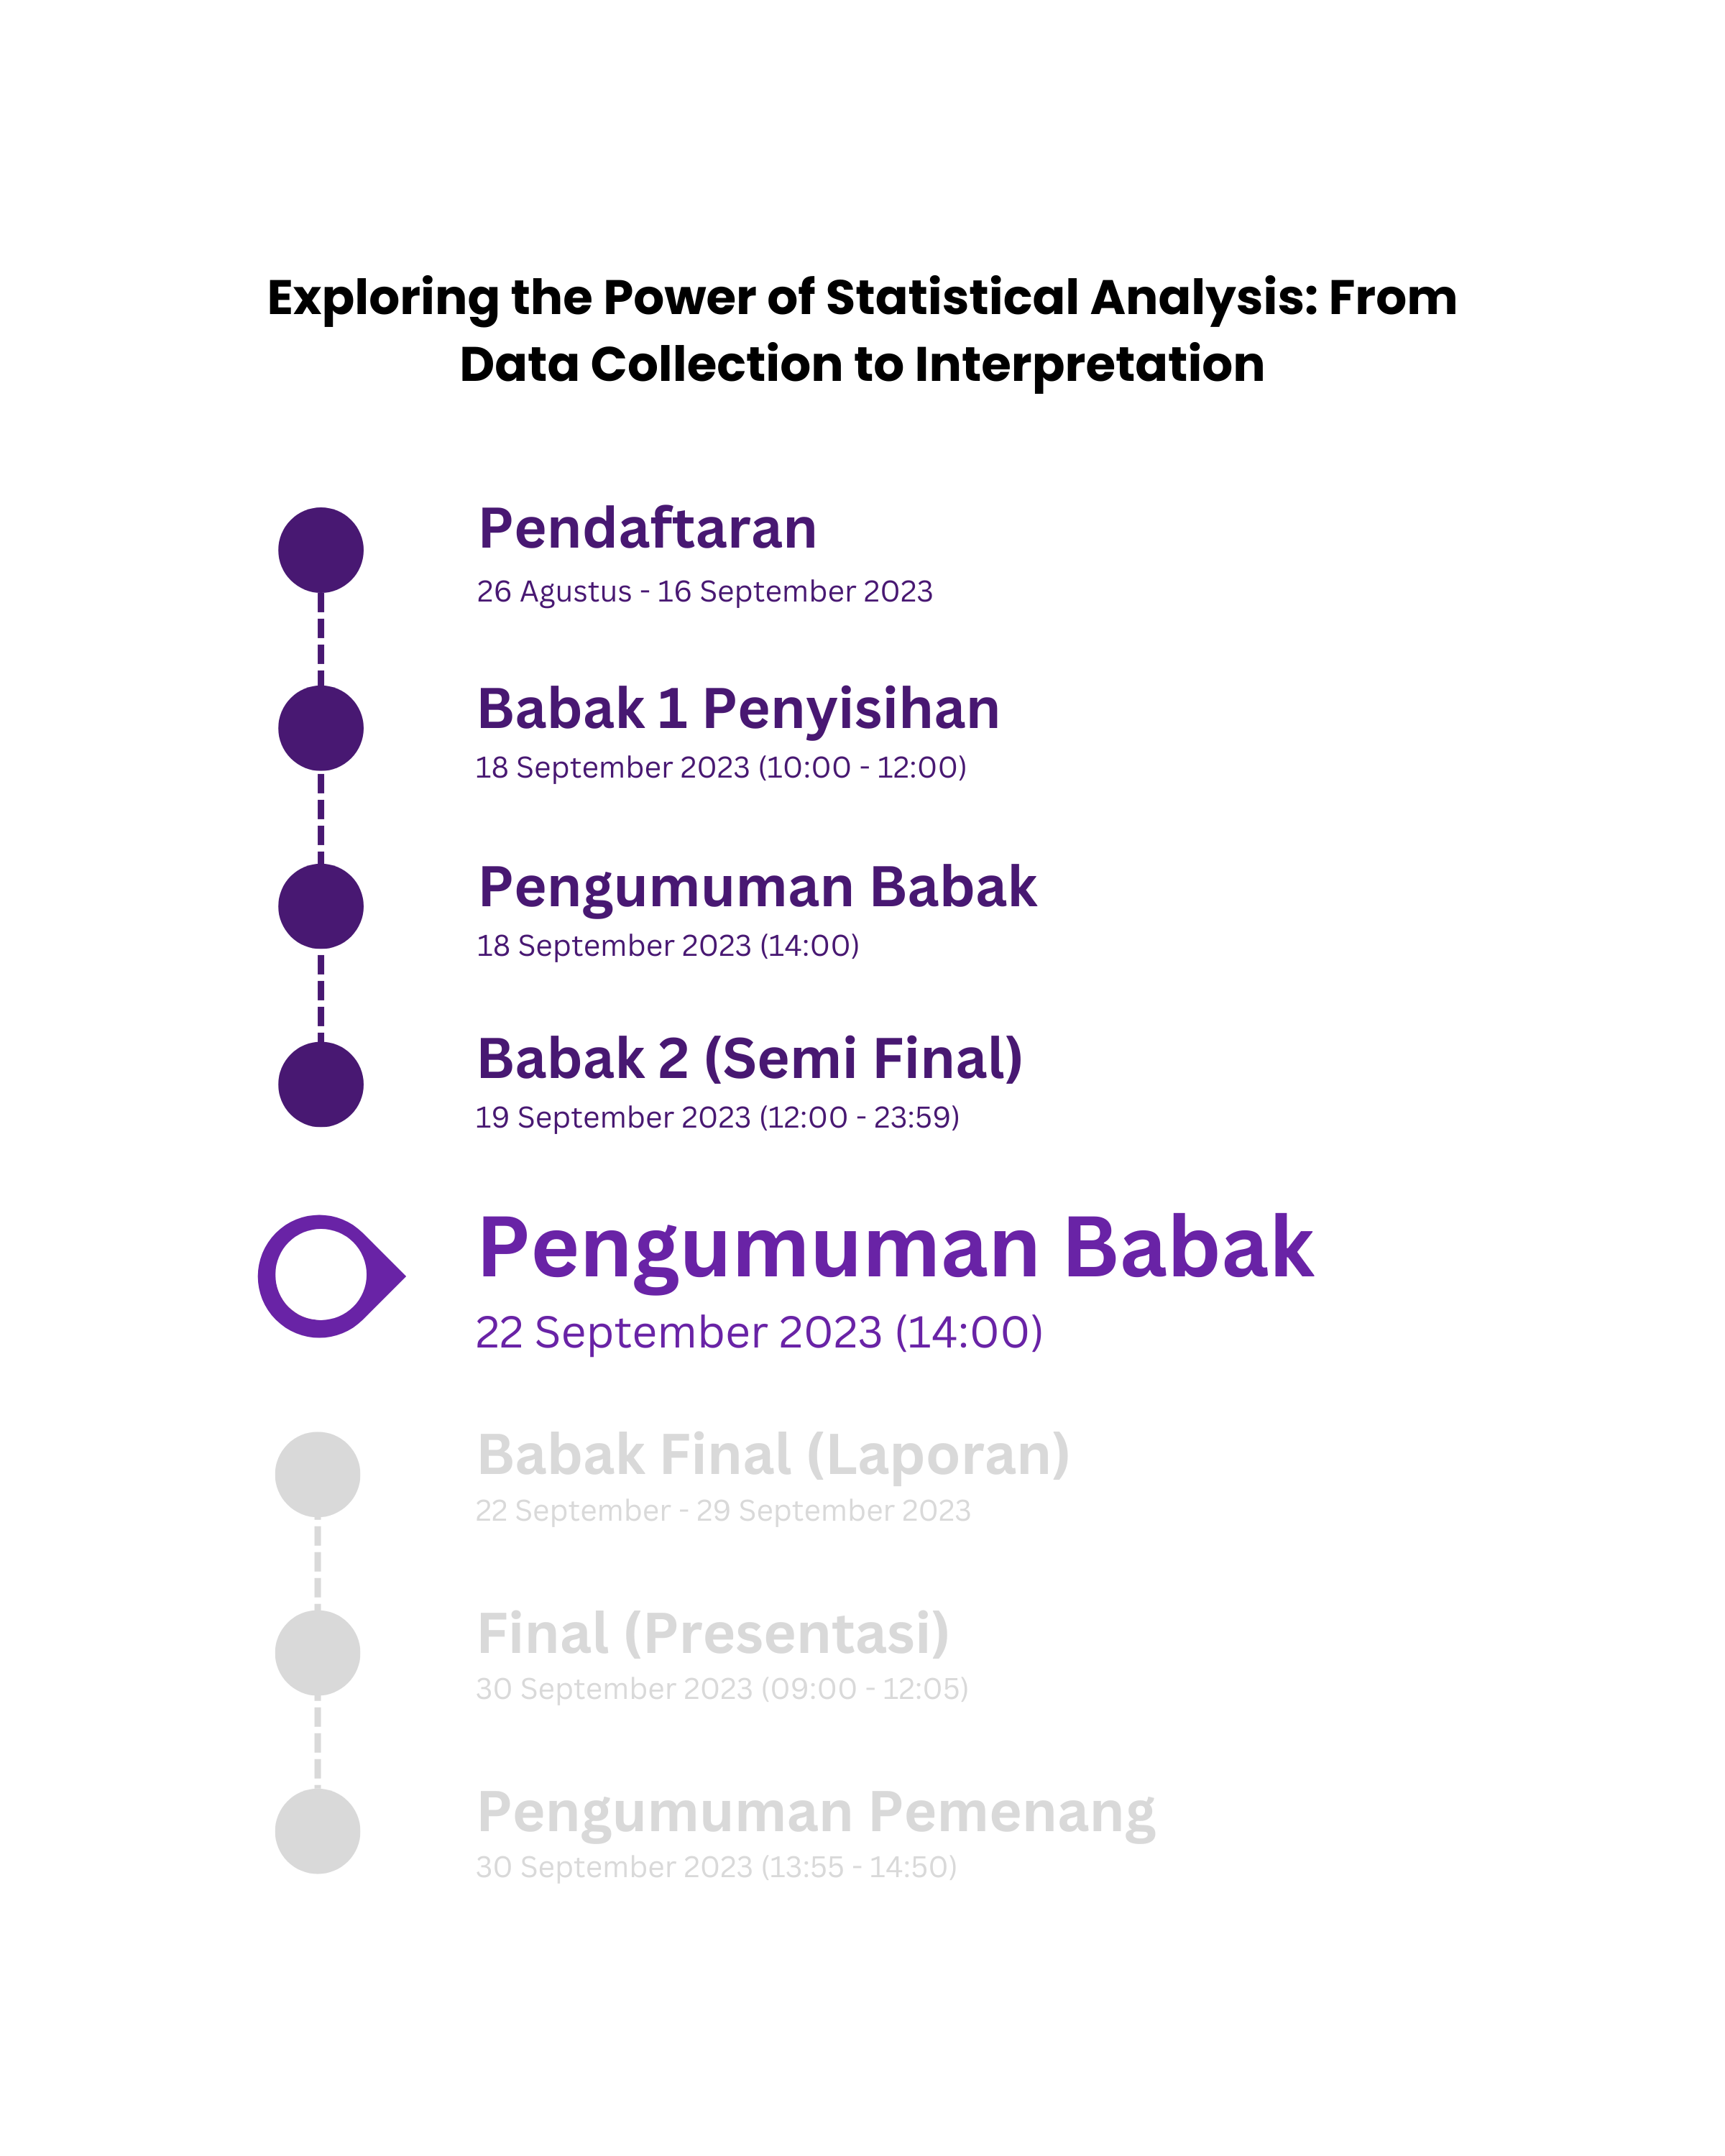 Exploring the Power of Statistical Analysis: From
Data Collection to Interpretation
Pendaftaran
26 Agustus - 16 September 2023
Babak 1 Penyisihan
18 September 2023 (10:00 - 12:00)
Pengumuman Babak
18 September 2023 (14:00)
Babak 2 (Semi Final)
19 September 2023 (12:00 - 23:59)
Pengumuman Babak
22 September 2023 (14:00)
Babak Final (Laporan)
22 September - 29 September 2023
Final (Presentasi)
30 September 2023 (09:00 - 12:05)
Pengumuman Pemenang
30 September 2023 (13:55 - 14:50)